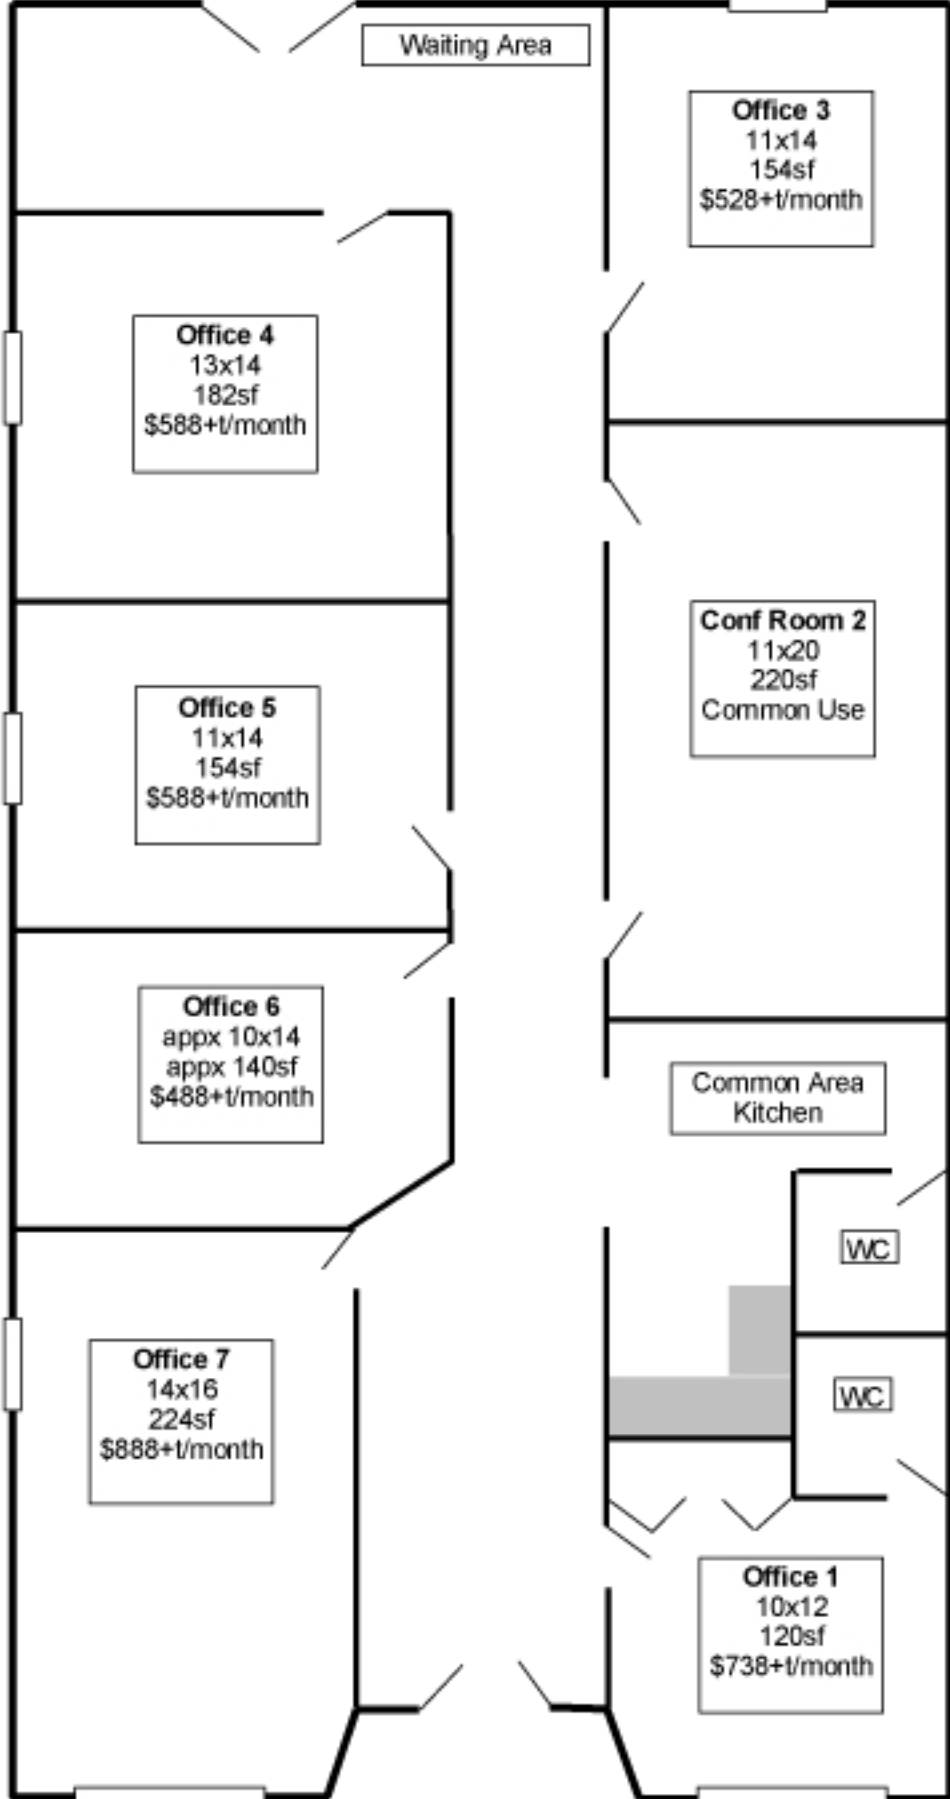 Waiting Area
Office 3
11x14
154sf
$528+t/month
Office 4
13x14
182sf
$588+t/month
Conf Room 2
11x20
220sf
Common Use
Office 5
11x14
154sf
$588+t/month
Office 6
appx 10x14
appx 140sf
$488+t/month
Common Area
Kitchen
WC
Office 7
14x16
224sf
$888+t/month
WC
Office 1
10x12
120sf
$738+t/month